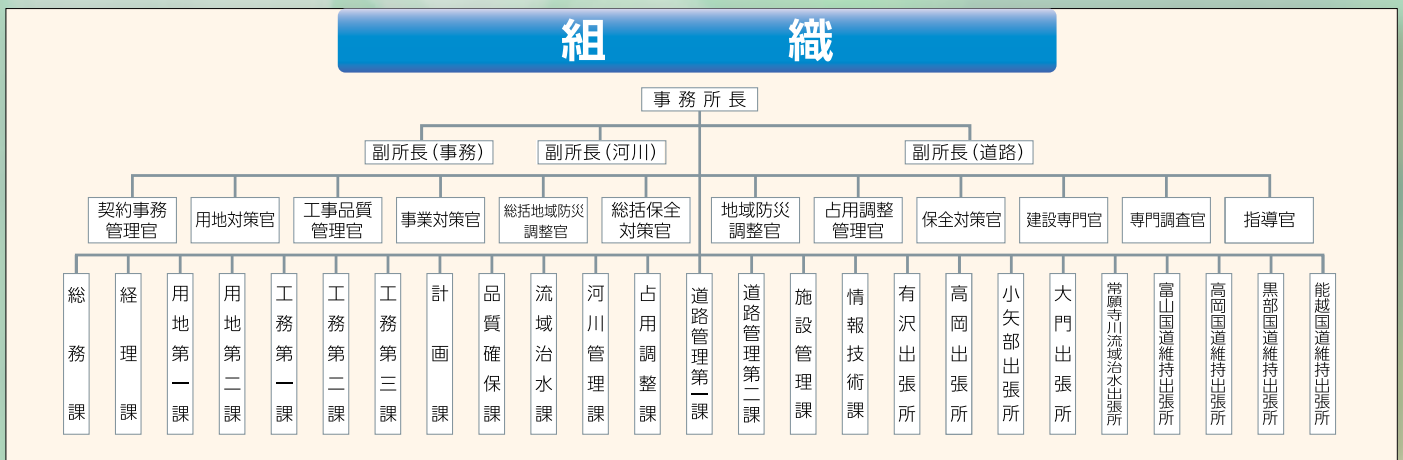 組織
事務所長
副所長(事務)
副所長(河川)
副所長(道路)
契約事務
管理官
用地対策官
工事品質
管理官
事業対策官
総括地域防災
調整官
総括保全
対策官
地域防災
調整官
占用調整
管理官
保全対策官
建設専門官
専門調査官
指導官
総務課
経理課
用地第一課
用地第二課
工務第一課
工務第二課
工務第三課
計画課
品質確保課
流域治水課
河川管理課
占用調整課
道路管理第一課
道路管理第二課
施設管理課
情報技術課
有沢出張所
高岡出張所
小矢部出張所
大門出張所
常願寺川流域治水出張所
富山国道維持出張所
高岡国道維持出張所
黒部国道維持出張所
能越国道維持出張所